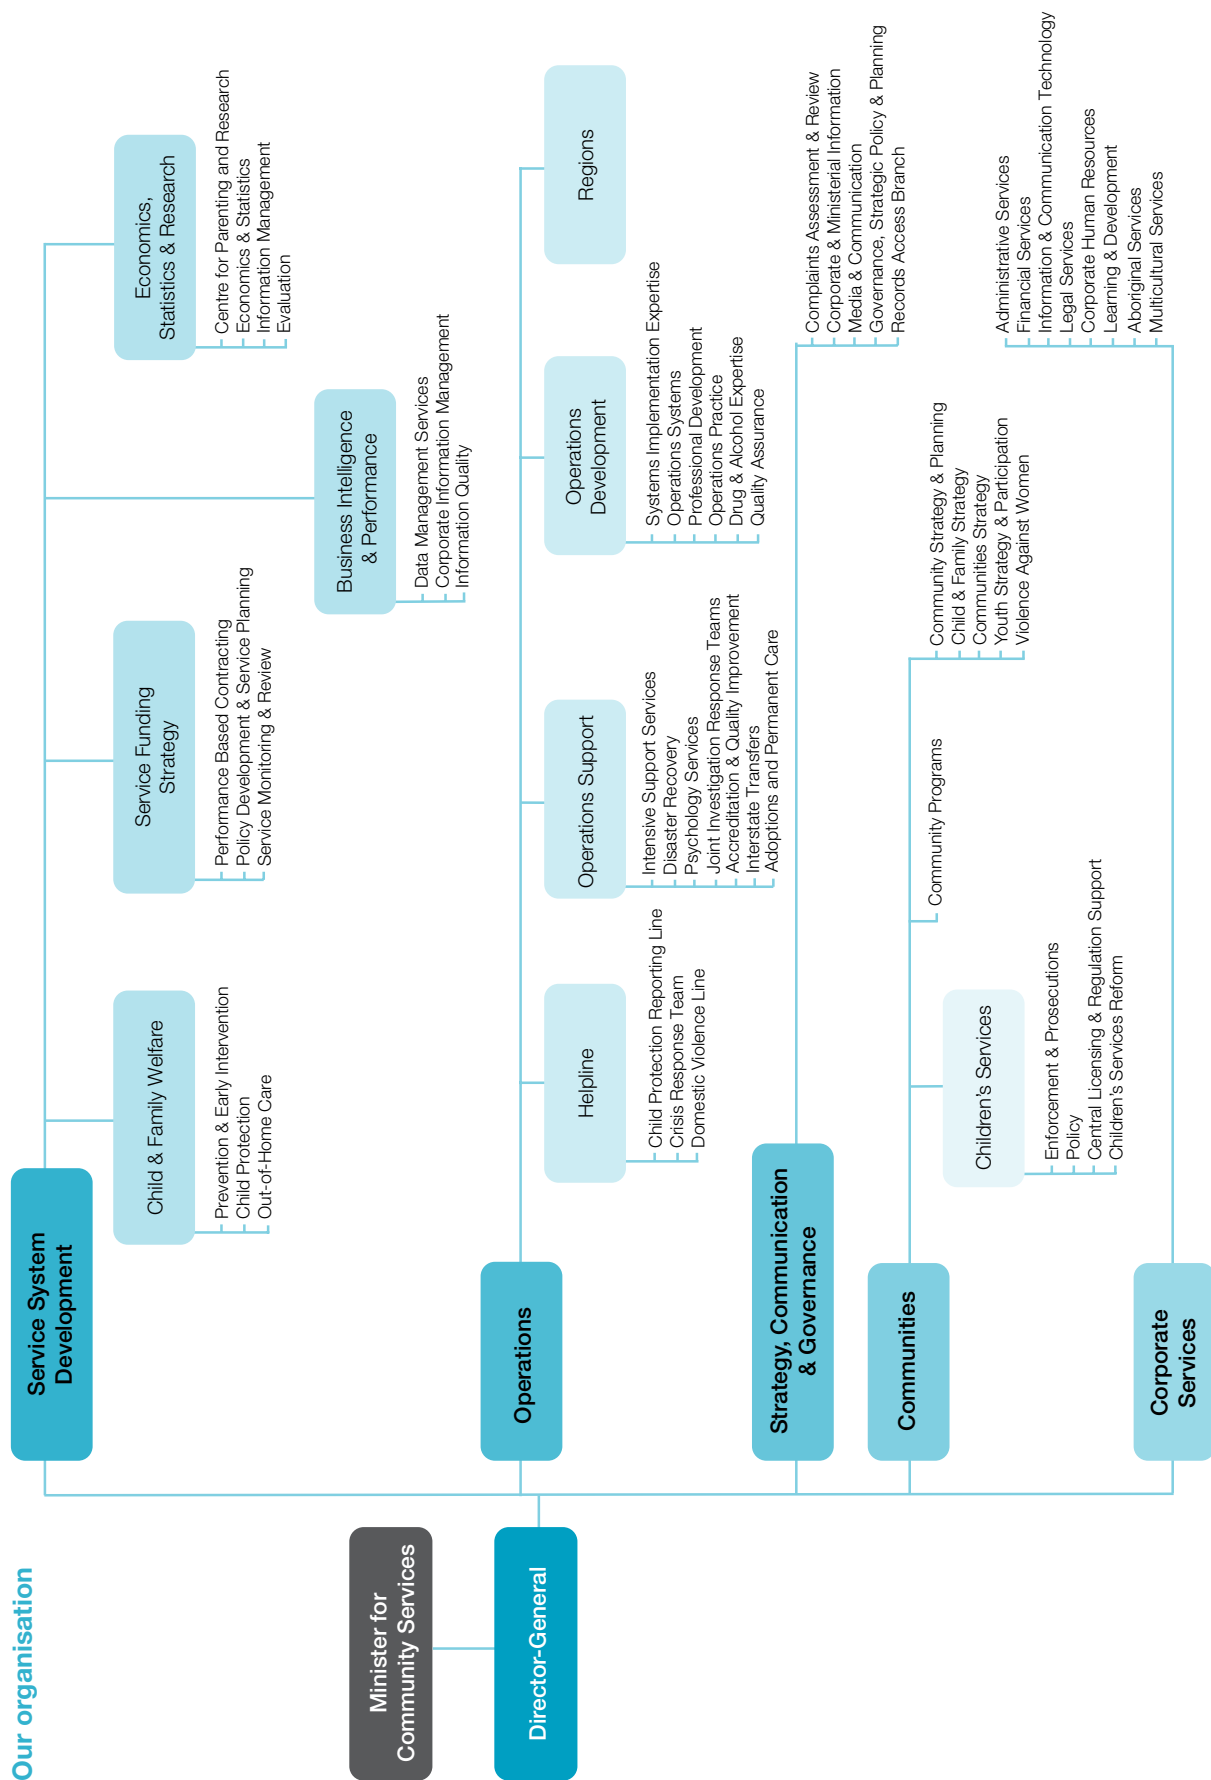 Our organisation
Minister for
Community Services
Director-General
Service System
Development
Child & Family Welfare
Prevention & Early Intervention
Child Protection
Out-of-Home Care
Service Funding
Strategy
Performance Based Contracting
Policy Development & Service Planning
Service Monitoring & Review
Business Intelligence
& Performance
Data Management Services
Corporate Information Management
Information Quality
Economics,
Statistics & Research
Centre for Parenting and Research
Economics & Statistics
Information Management
Evaluation
Operations
Helpline
Child Protection Reporting Line
Crisis Response Team
Domestic Violence Line
Operations Support
Intensive Support Services
Disaster Recovery
Psychology Services
Joint Investigation Response Teams
Accreditation & Quality Improvement
Interstate Transfers
Adoptions and Permanent Care
Operations
Development
Systems Implementation Expertise
Operations Systems
Professional Development
Operations Practice
Drug & Alcohol Expertise
Quality Assurance
Regions
Strategy, Communication
& Governance
Complaints Assessment & Review
Corporate & Ministerial Information
Media & Communication
Governance, Strategic Policy & Planning
Records Access Branch
Communities
Children's Services
Enforcement & Prosecutions
Policy
Central Licensing & Regulation Support
Children's Services Reform
Community Programs
Community Strategy & Planning
Child & Family Strategy
Communities Strategy
Youth Strategy & Participation
Violence Against Women
Corporate
Services
Administrative Services
Financial Services
Information & Communication Technology
Legal Services
Corporate Human Resources
Learning & Development
Aboriginal Services
Multicultural Services